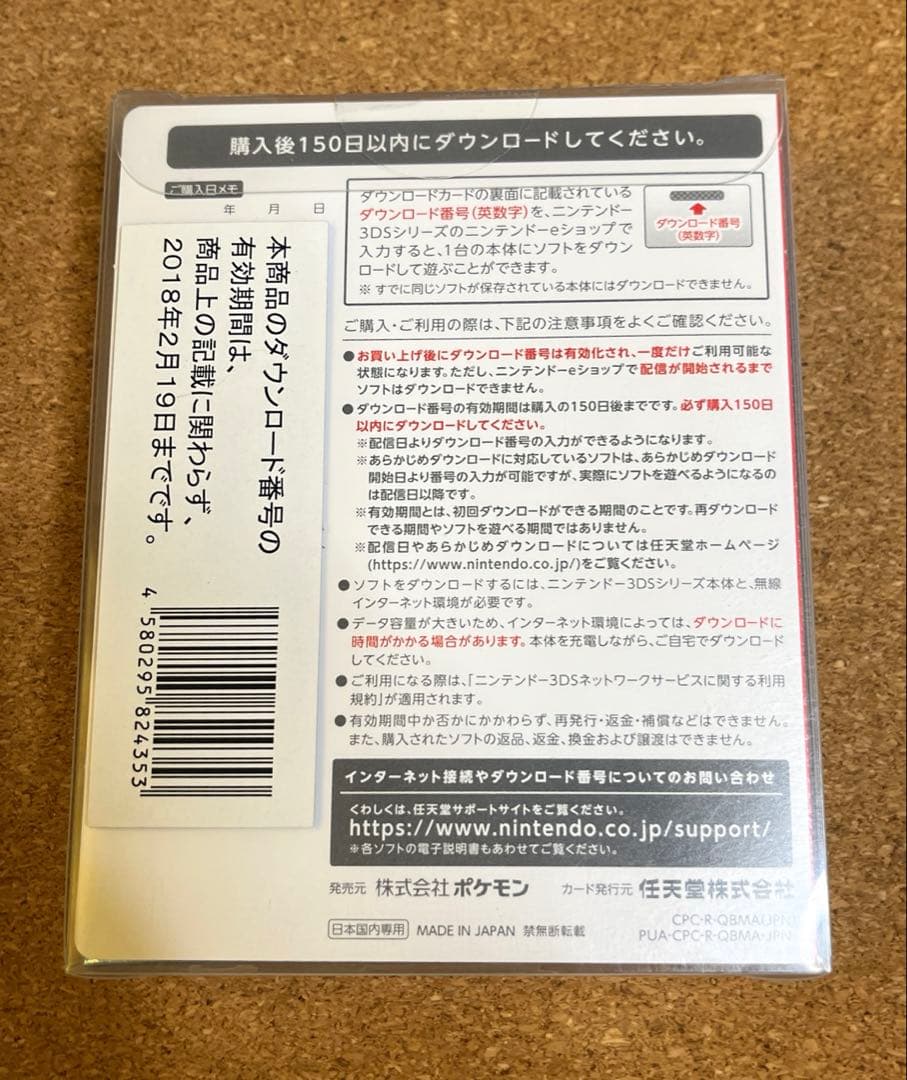 購入後150日以内にダウンロードしてください。
ご購入日メモ
年 月 日
ダウンロードカードの裏面に記載されている
ダウンロード番号(英数字)を、ニンテンドー
3DSシリーズのニンテンドーeショップで
入力すると、1台の本体にソフトをダウン
ロードして遊ぶことができます。
※ すでに同じソフトが保存されている本体にはダウンロードできません。
ダウンロード番号
(英数字)
本商品のダウンロード番号の
有効期間は、
商品上の記載に関わらず、
2018年2月19日までです。
4 580295 824353
ご購入・ご利用の際は、下記の注意事項をよくご確認ください。
●お買い上げ後にダウンロード番号は有効化され、一度だけご利用可能な
状態になります。ただし、ニンテンドーeショップで配信が開始されるまで
ソフトはダウンロードできません。
●ダウンロード番号の有効期間は購入の150日後までです。必ず購入150日
以内にダウンロードしてください。
※配信日よりダウンロード番号の入力ができるようになります。
※あらかじめダウンロードに対応しているソフトは、あらかじめダウンロード
開始日より番号の入力が可能ですが、実際にソフトを遊べるようになるの
は配信日以降です。
※有効期間とは、初回ダウンロードができる期間のことです。再ダウンロード
できる期間やソフトを遊べる期間ではありません。
※配信日やあらかじめダウンロードについては任天堂ホームページ
(https://www.nintendo.co.jp/)をご覧ください。
●ソフトをダウンロードするには、ニンテンドー3DSシリーズ本体と、無線
インターネット環境が必要です。
●データ容量が大きいため、インターネット環境によっては、ダウンロードに
時間がかかる場合があります。本体を充電しながら、ご自宅でダウンロード
してください。
●ご利用になる際は、「ニンテンドー3DSネットワークサービスに関する利用
規約」が適用されます。
●有効期間中か否かにかかわらず、再発行・返金・補償などはできません。
また、購入されたソフトの返品、返金、換金および譲渡はできません。
インターネット接続やダウンロード番号についてのお問い合わせ
くわしくは、任天堂サポートサイトをご覧ください。
https://www.nintendo.co.jp/support/
※各ソフトの電子説明書もあわせてご覧ください。
発売元 株式会社ポケモン カード発行元 任天堂株式会社
日本国内専用 MADE IN JAPAN 禁無断転載
CPC-R-QBMA-JPN
PUA-CPC-R-QBMA-JPN